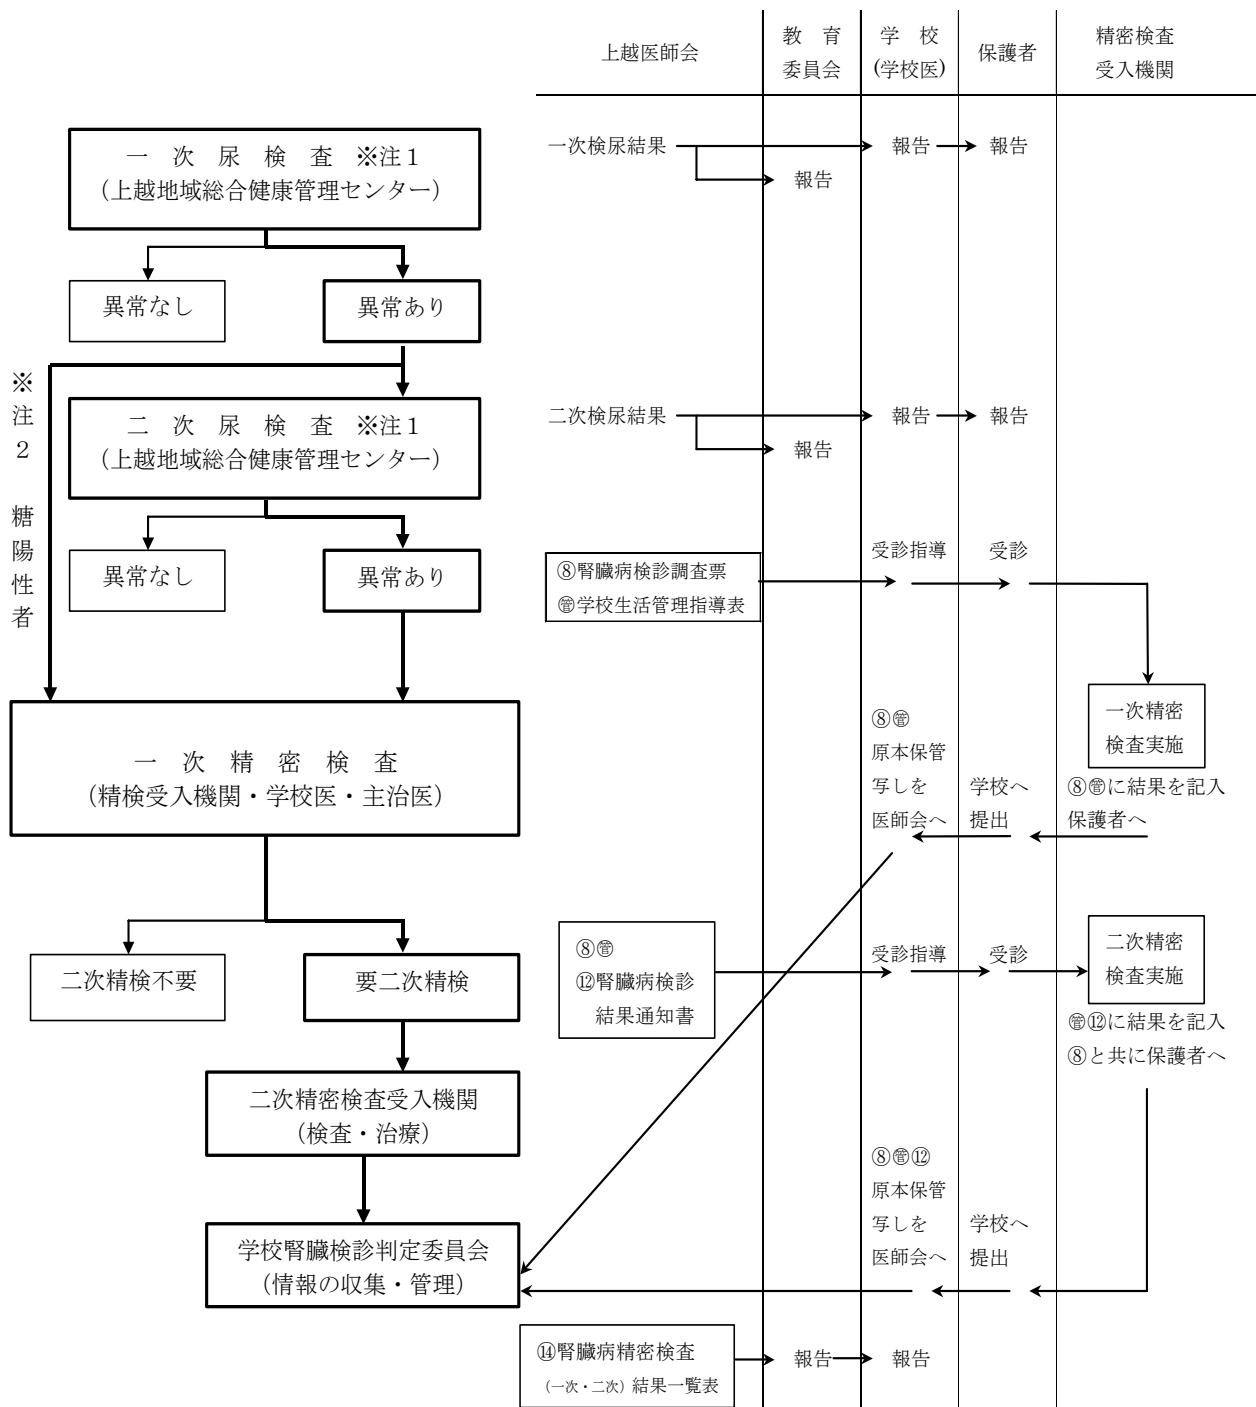 上越医師会
教　育
委員会
学　校
(学校医)
保護者
精密検査
受入機関
一　次　尿　検　査　※注１
（上越地域総合健康管理センター）
一次検尿結果
報告
報告
報告
異常なし
異常あり
※注２　糖陽性者
二　次　尿　検　査　※注１
（上越地域総合健康管理センター）
二次検尿結果
報告
報告
報告
異常なし
異常あり
⑧腎臓病検診調査票
㊬学校生活管理指導表
受診指導
受診
一次精密
検査実施
一　次　精　密　検　査
（精検受入機関・学校医・主治医）
⑧㊬
原本保管
写しを
医師会へ
学校へ
提出
⑧㊬に結果を記入
保護者へ
二次精検不要
要二次精検
⑧㊬
⑫腎臓病検診
結果通知書
受診指導
受診
二次精密
検査実施
㊬⑫に結果を記入
⑧と共に保護者へ
二次精密検査受入機関
（検査・治療）
⑧㊬⑫
原本保管
写しを
医師会へ
学校へ
提出
学校腎臓検診判定委員会
（情報の収集・管理）
⑭腎臓病精密検査
（一次・二次）結果一覧表
報告
報告